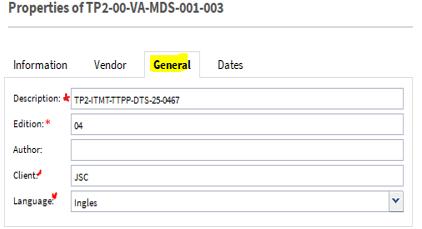 Properties of TP2-00-VA-MDS-001-003
Information Vendor General Dates
Description: * TP2-ITMT-TTPP-DTS-25-0467
Edition: * 04
Author:
Client: JSC
Language: Ingles